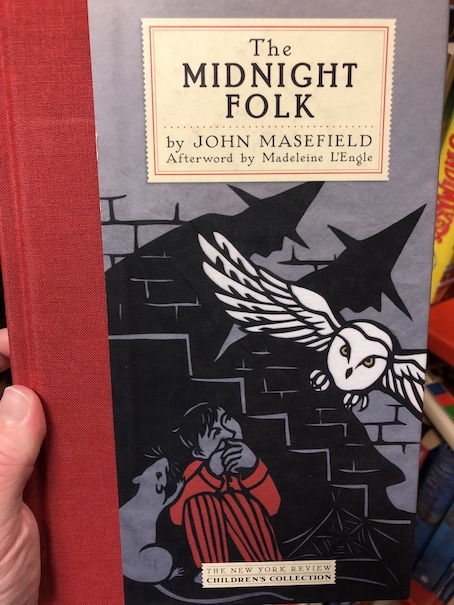 The
MIDNIGHT
FOLK
by JOHN MASEFIELD
Afterword by Madeleine L'Engle
THE NEW YORK REVIEW
CHILDREN'S COLLECTION